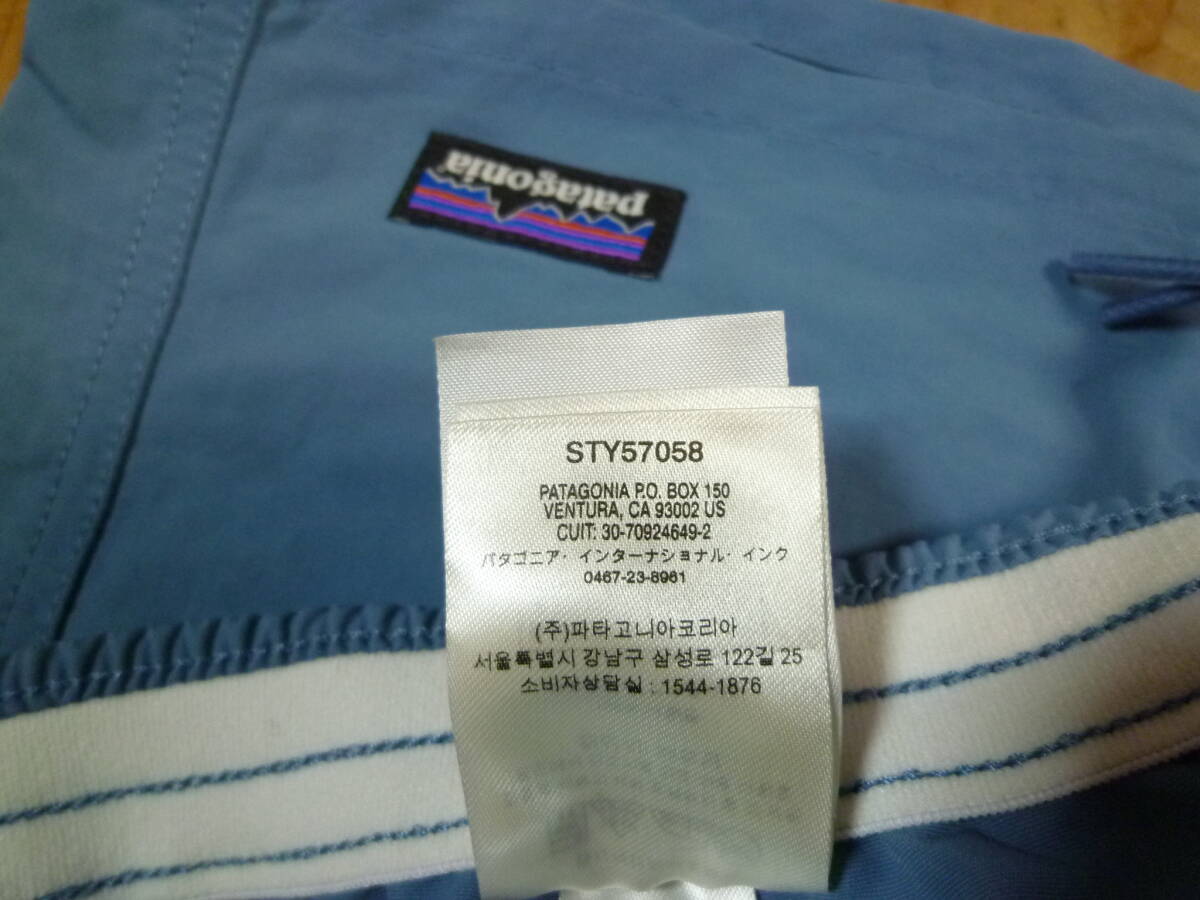 patagonia
STY57058
PATAGONIA P.O. BOX 150
VENTURA, CA 93002 US
CUIT: 30-70924649-2
パタゴニア・インターナショナル・インク
0467-23-8961
(주)파타고니아코리아
서울특별시 강남구 삼성로 122길 25
소비자상담실 : 1544-1876